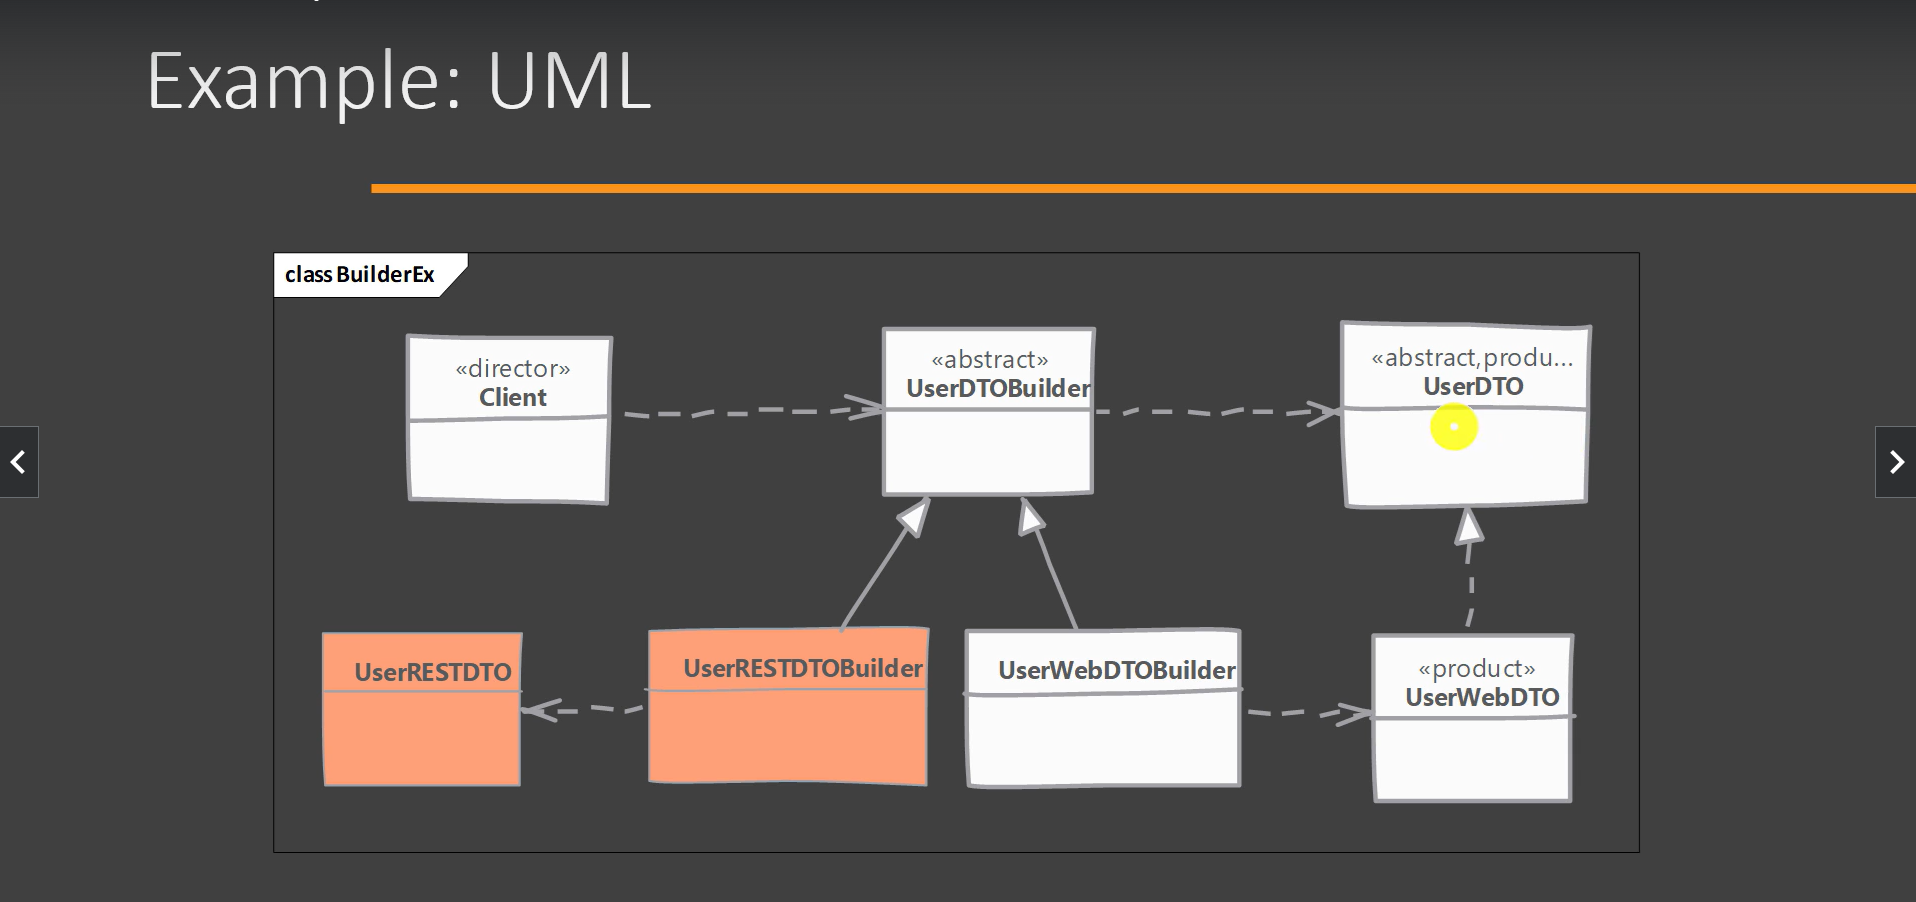 Example: UML
class BuilderEx
«director»
Client
«abstract»
UserDTOBuilder
«abstract,produ...
UserDTO
UserRESTDTO
UserRESTDTOBuilder
UserWebDTOBuilder
«product»
UserWebDTO